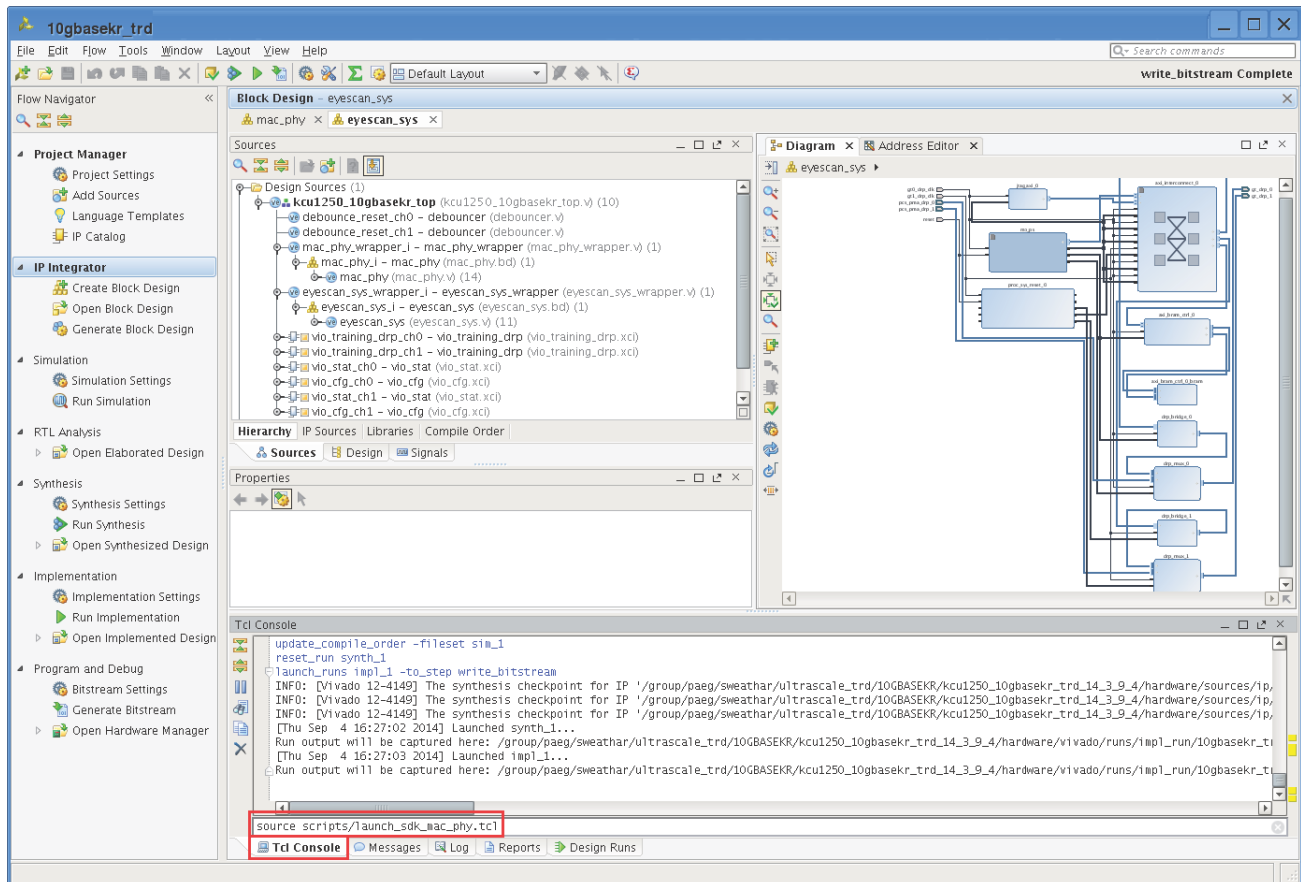 10gbasekr_trd
File Edit Flow Tools Window Layout View Help
Search commands
Default Layout
write_bitstream Complete
Flow Navigator
Project Manager
Project Settings
Add Sources
Language Templates
IP Catalog
IP Integrator
Create Block Design
Open Block Design
Generate Block Design
Simulation
Simulation Settings
Run Simulation
RTL Analysis
Open Elaborated Design
Synthesis
Synthesis Settings
Run Synthesis
Open Synthesized Design
Implementation
Implementation Settings
Run Implementation
Open Implemented Design
Program and Debug
Bitstream Settings
Generate Bitstream
Open Hardware Manager
Block Design - eyescan_sys
mac_phy
eyescan_sys
Sources
Design Sources (1)
kcu1250_10gbasekr_top (kcu1250_10gbasekr_top.v) (10)
debounce_reset_ch0 - debouncer (debouncer.v)
debounce_reset_ch1 - debouncer (debouncer.v)
mac_phy_wrapper_i - mac_phy_wrapper (mac_phy_wrapper.v) (1)
mac_phy_i - mac_phy (mac_phy.bd) (1)
mac_phy (mac_phy.v) (14)
eyescan_sys_wrapper_i - eyescan_sys_wrapper (eyescan_sys_wrapper.v) (1)
eyescan_sys_i - eyescan_sys (eyescan_sys.bd) (1)
eyescan_sys (eyescan_sys.v) (11)
vio_training_drp_ch0 - vio_training_drp (vio_training_drp.xci)
vio_training_drp_ch1 - vio_training_drp (vio_training_drp.xci)
vio_stat_ch0 - vio_stat (vio_stat.xci)
vio_cfg_ch0 - vio_cfg (vio_cfg.xci)
vio_stat_ch1 - vio_stat (vio_stat.xci)
vio_cfg_ch1 - vio_cfg (vio_cfg.xci)
Hierarchy IP Sources Libraries Compile Order
Sources Design Signals
Properties
Diagram
Address Editor
eyescan_sys
gt0_drp_clk
gt1_drp_clk
pcs_pma_drp_0
pcs_pma_drp_1
reset
jtag_axi_0
axi_interconnect_0
proc_sys_reset_0
axi_bram_ctrl_0
axi_bram_ctrl_0_bram
drp_bridge_0
drp_mux_0
drp_bridge_1
drp_mux_1
Tcl Console
update_compile_order -fileset sim_1
reset_run synth_1
launch_runs impl_1 -to_step write_bitstream
INFO: [Vivado 12-4149] The synthesis checkpoint for IP '/group/paeg/sweathar/ultrascale_trd/10GBASEKR/kcu1250_10gbasekr_trd_14_3_9_4/hardware/sources/ip,
INFO: [Vivado 12-4149] The synthesis checkpoint for IP '/group/paeg/sweathar/ultrascale_trd/10GBASEKR/kcu1250_10gbasekr_trd_14_3_9_4/hardware/sources/ip,
INFO: [Vivado 12-4149] The synthesis checkpoint for IP '/group/paeg/sweathar/ultrascale_trd/10GBASEKR/kcu1250_10gbasekr_trd_14_3_9_4/hardware/sources/ip,
[Thu Sep 4 16:27:02 2014] Launched synth_1...
Run output will be captured here: /group/paeg/sweathar/ultrascale_trd/10GBASEKR/kcu1250_10gbasekr_trd_14_3_9_4/hardware/vivado/runs/impl_run/10gbasekr_t
[Thu Sep 4 16:27:03 2014] Launched impl_1...
Run output will be captured here: /group/paeg/sweathar/ultrascale_trd/10GBASEKR/kcu1250_10gbasekr_trd_14_3_9_4/hardware/vivado/runs/impl_run/10gbasekr_t
source scripts/launch_sdk_mac_phy.tcl
Tcl Console Messages Log Reports Design Runs